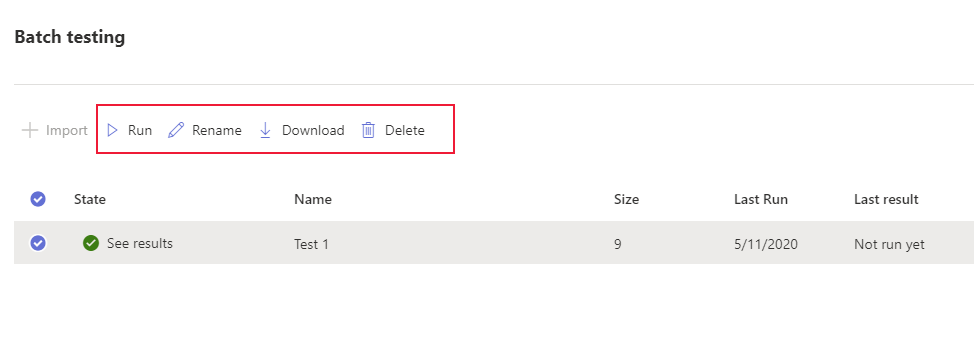 Batch testing
Import Run Rename Download Delete
State Name Size Last Run Last result
See results Test 1 9 5/11/2020 Not run yet